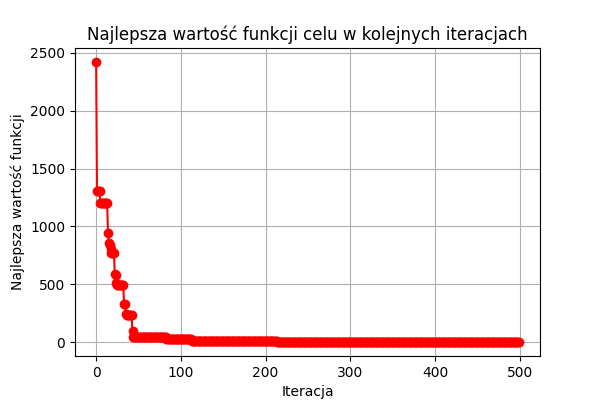 Najlepsza wartość funkcji celu w kolejnych iteracjach
2500
2000
1500
1000
500
0
Najlepsza wartość funkcji
0 100 200 300 400 500
Iteracja